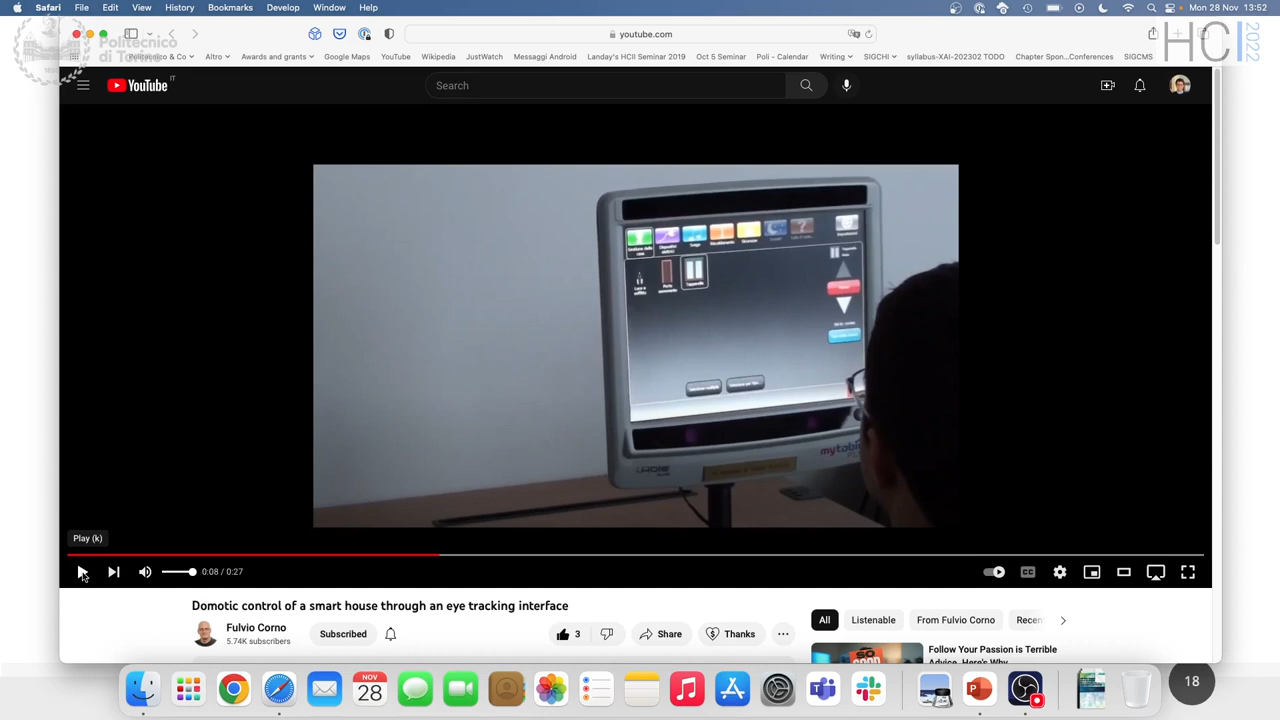 Safari File Edit View History Bookmarks Develop Window Help Mon 28 Nov 13:52
Politecnico di Torino
youtube.com
HCI 2022
Politecnico & Co Altro Awards and grants Google Maps YouTube Wikipedia JustWatch Messaggi Android Landay's HCII Seminar 2019 Oct 5 Seminar Poli - Calendar Writing SIGCHI syllabus-XAI-202302 TODO Chapter Spon...Conferences SIGCMS
YouTube IT
Search
mytobii
Play (k)
0:08 / 0:27
CC
Domotic control of a smart house through an eye tracking interface
Fulvio Corno
5.74K subscribers
Subscribed
3
Share
Thanks
All Listenable From Fulvio Corno Recen
Follow Your Passion is Terrible
Advice. Here's Why
NOV
28
18